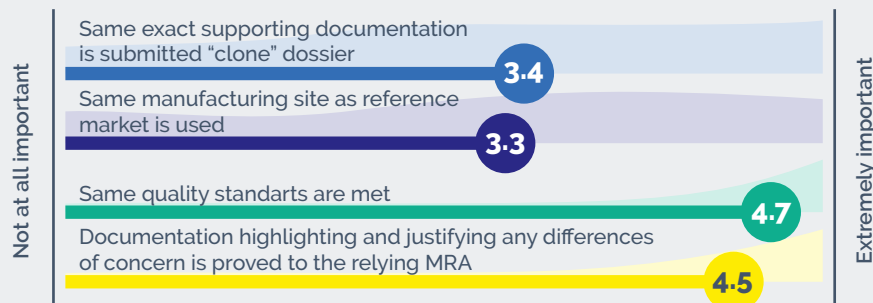 Not at all important
Same exact supporting documentation
is submitted “clone” dossier
3.4
Same manufacturing site as reference
market is used
3.3
Same quality standarts are met
4.7
Documentation highlighting and justifying any differences
of concern is proved to the relying MRA
4.5
Extremely important